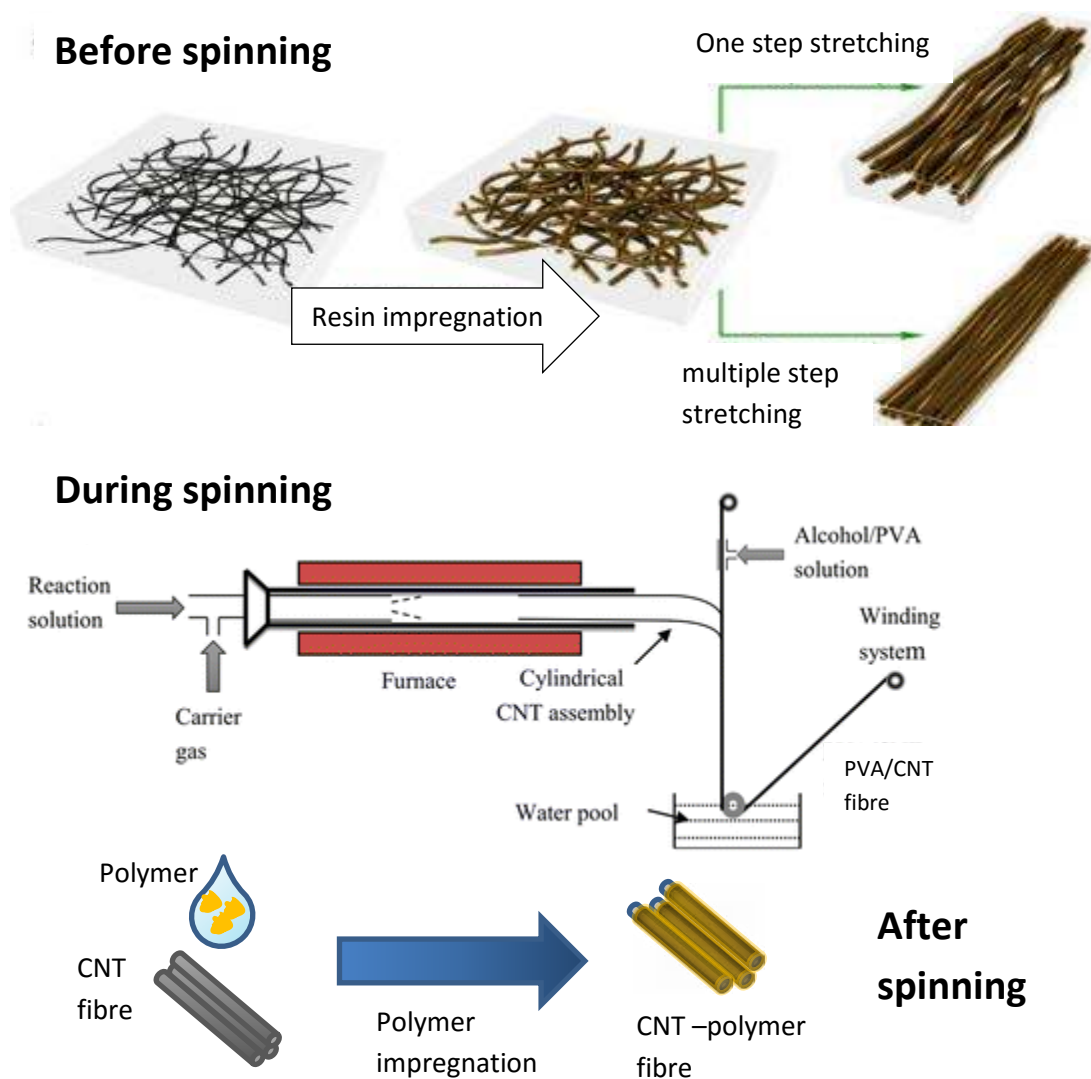 Before spinning
One step stretching
Resin impregnation
multiple step
stretching
During spinning
Reaction
solution
Carrier
gas
Furnace
Cylindrical
CNT assembly
Alcohol/PVA
solution
Winding
system
PVA/CNT
fibre
Water pool
Polymer
CNT
fibre
Polymer
impregnation
CNT –polymer
fibre
After
spinning